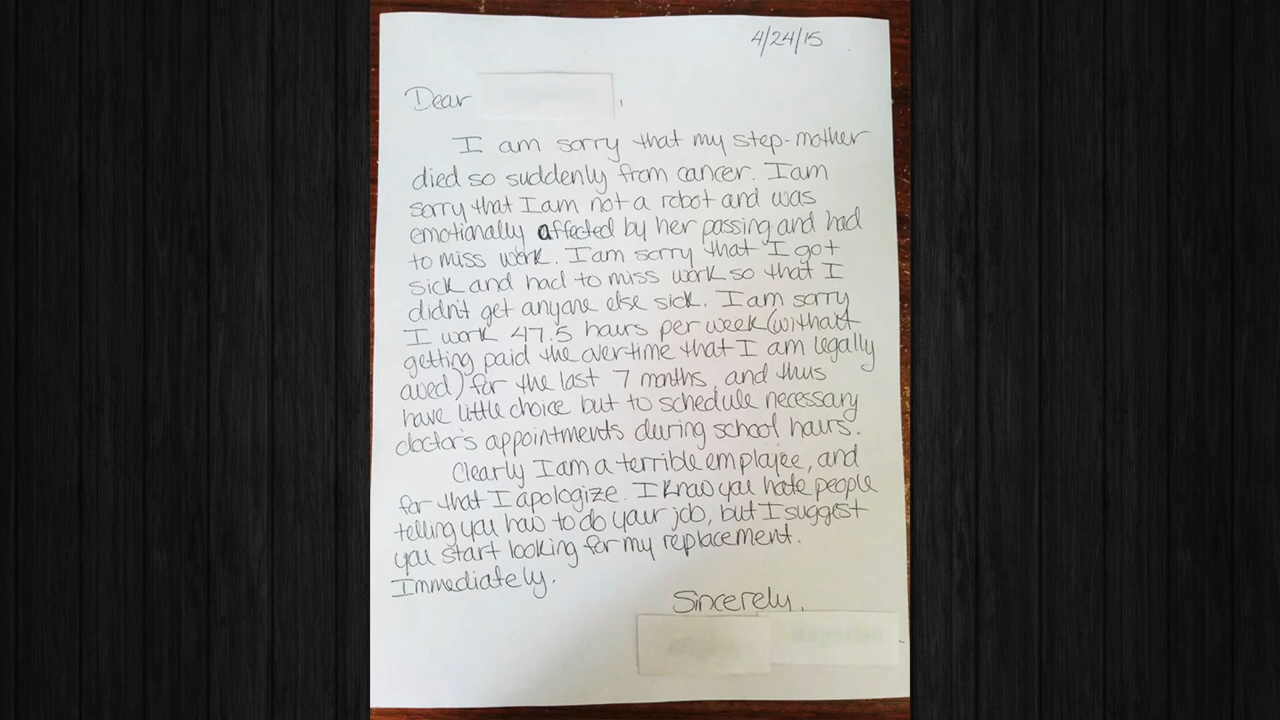 4/24/15
Dear ,
I am sorry that my step-mother
died so suddenly from cancer. I am
sorry that I am not a robot and was
emotionally affected by her passing and had
to miss work. I am sorry that I got
sick and had to miss work so that I
didn't get anyone else sick. I am sorry
I work 47.5 hours per week (without
getting paid the overtime that I am legally
owed) for the last 7 months, and thus
have little choice but to schedule necessary
doctor's appointments during school hours.
Clearly I am a terrible employee, and
for that I apologize. I know you hate people
telling you how to do your job, but I suggest
you start looking for my replacement.
Immediately.
Sincerely,